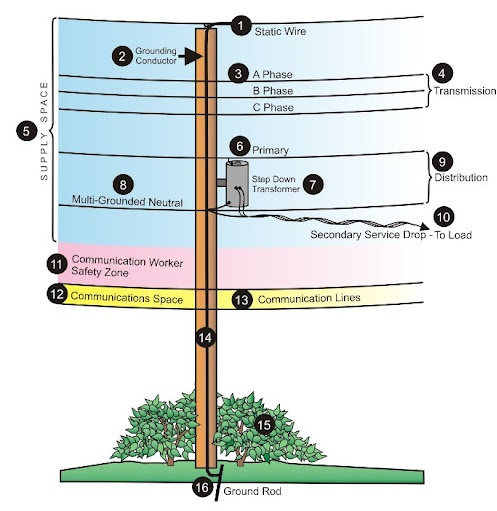 1
Static Wire
2
Grounding
Conductor
3
A Phase
4
Transmission
B Phase
C Phase
5
SUPPLY SPACE
6
Primary
Step Down
Transformer
7
8
Multi-Grounded Neutral
9
Distribution
10
Secondary Service Drop - To Load
11
Communication Worker
Safety Zone
12
Communications Space
13
Communication Lines
14
15
16
Ground Rod